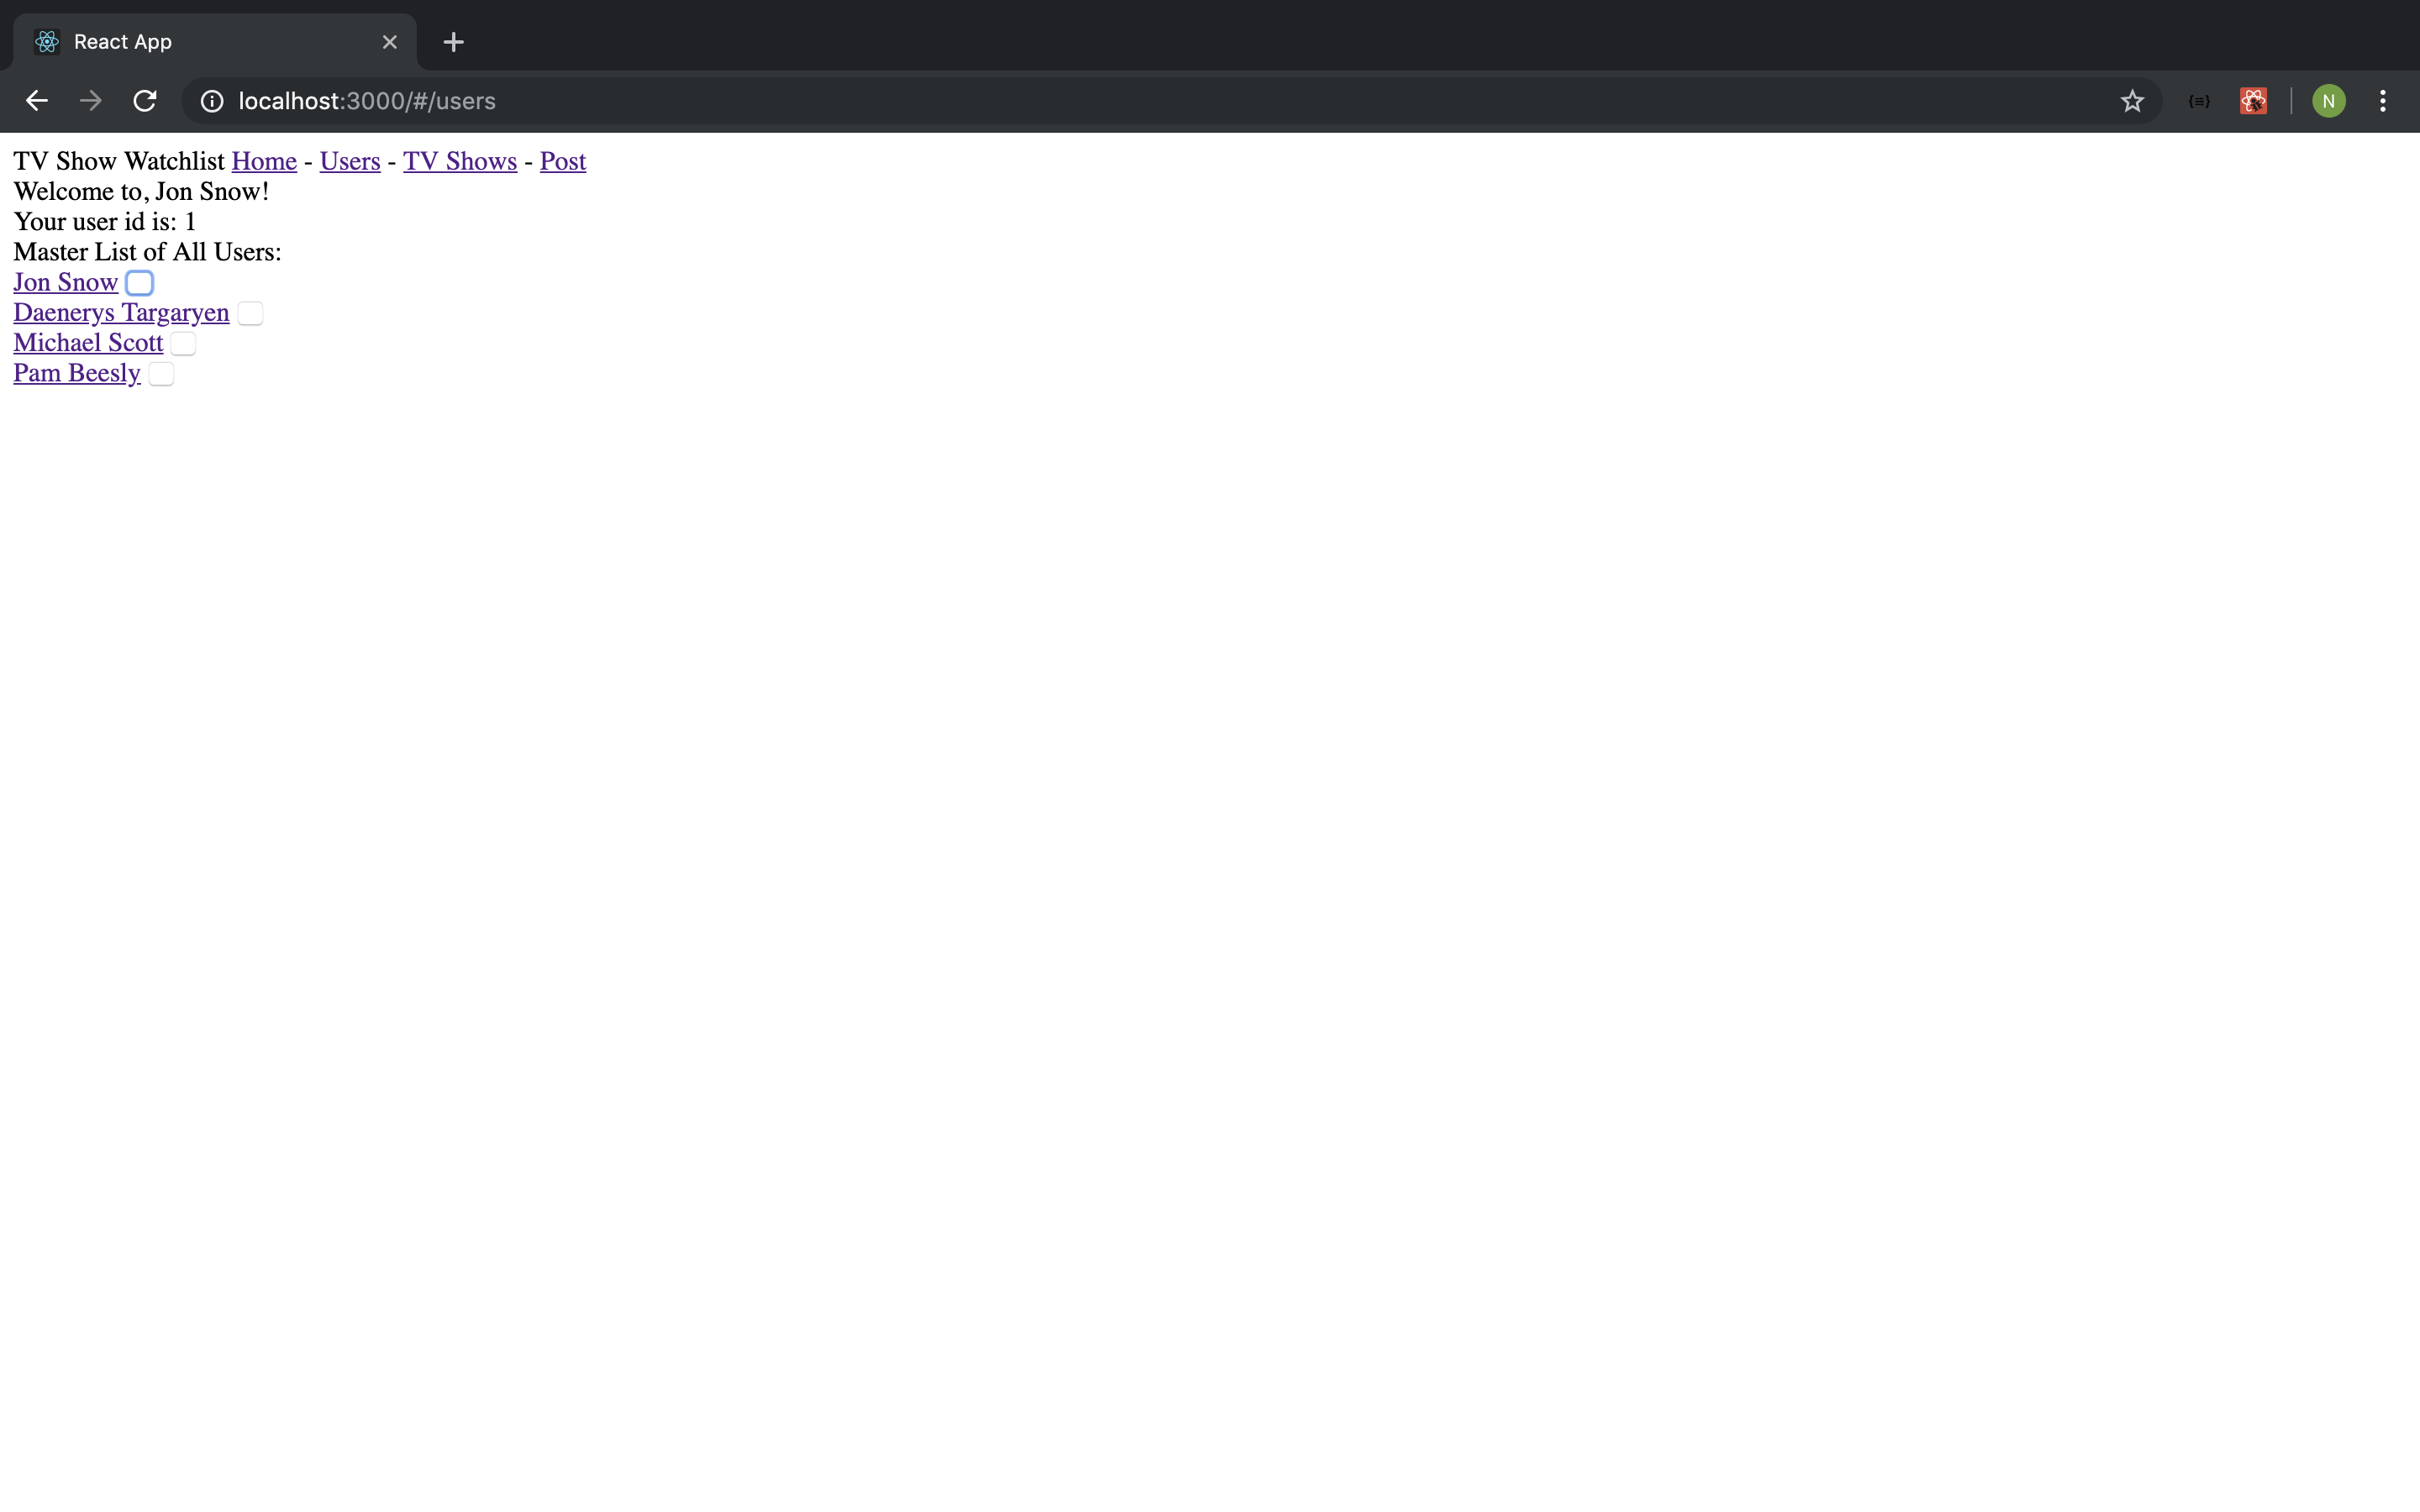 React App
localhost:3000/#/users
N
TV Show Watchlist Home - Users - TV Shows - Post
Welcome to, Jon Snow!
Your user id is: 1
Master List of All Users:
Jon Snow
Daenerys Targaryen
Michael Scott
Pam Beesly